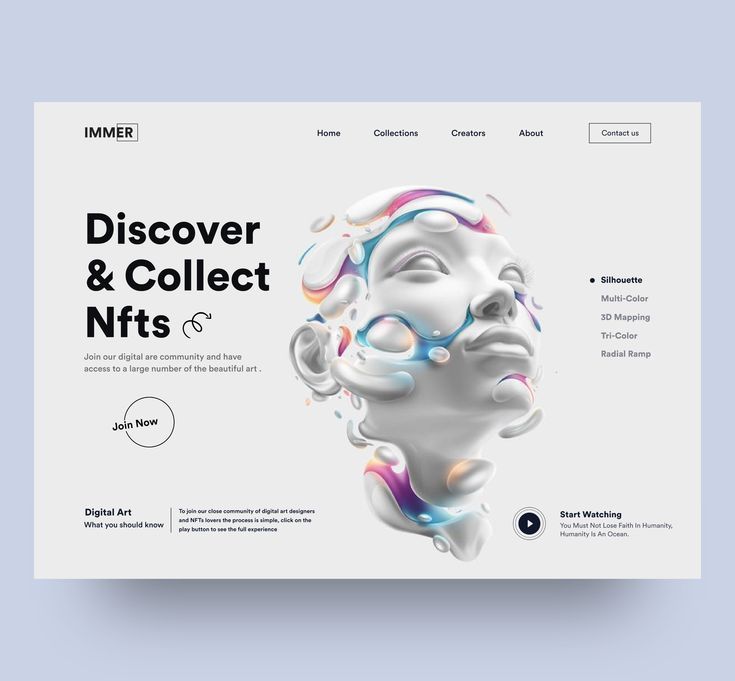 IMMER
Home Collections Creators About Contact us
Discover
& Collect
Nfts
Join our digital are community and have
access to a large number of the beautiful art .
Join Now
Silhouette
Multi-Color
3D Mapping
Tri-Color
Radial Ramp
Digital Art
What you should know
To join our close community of digital art designers
and NFTs lovers the process is simple, click on the
play button to see the full experience
Start Watching
You Must Not Lose Faith In Humanity,
Humanity Is An Ocean.